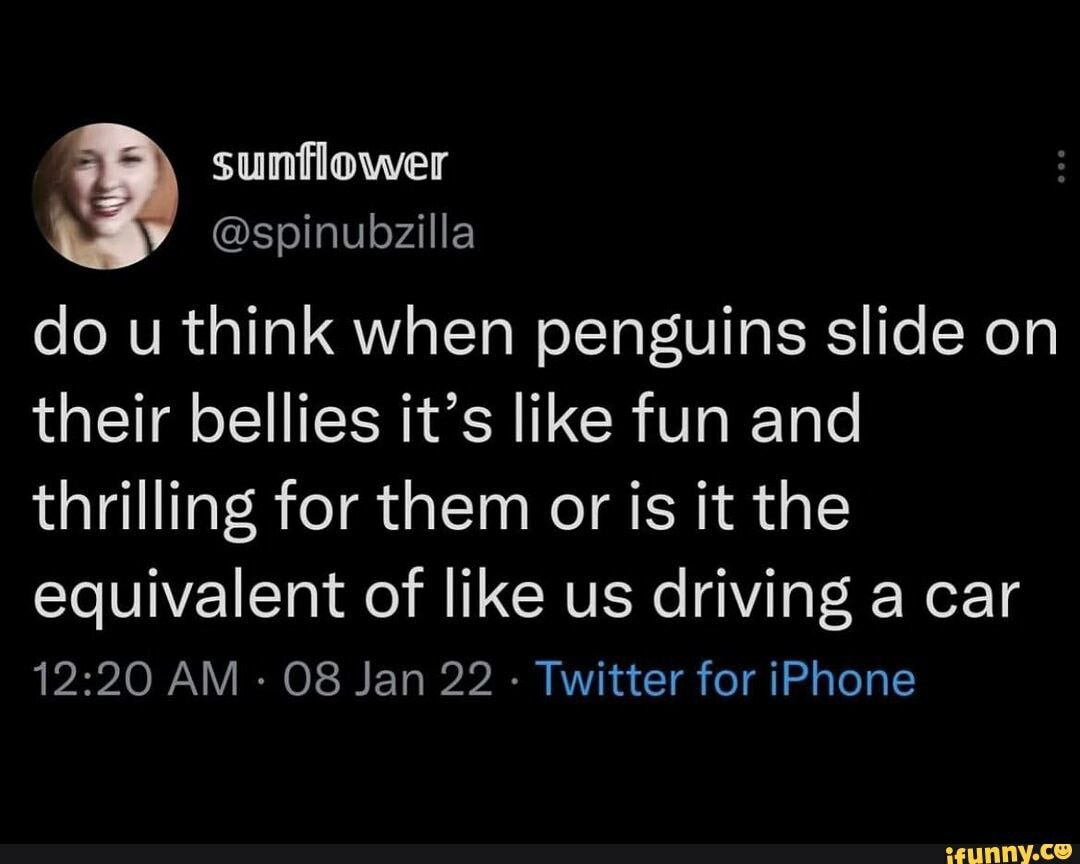 sunflower
@spinubzilla
do u think when penguins slide on
their bellies it’s like fun and
thrilling for them or is it the
equivalent of like us driving a car
12:20 AM · 08 Jan 22 · Twitter for iPhone
ifunny.co